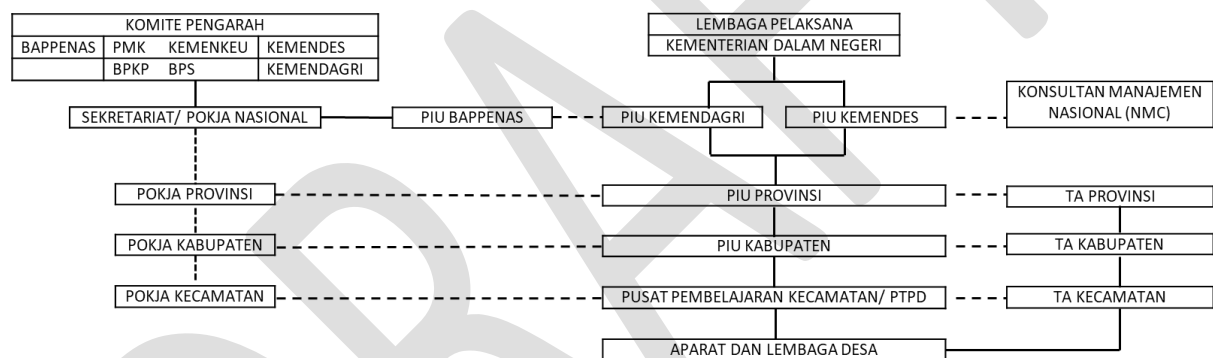 KOMITE PENGARAH
BAPPENAS PMK KEMENKEU KEMENDES
BPKP BPS KEMENDAGRI
LEMBAGA PELAKSANA
KEMENTERIAN DALAM NEGERI
SEKRETARIAT/ POKJA NASIONAL
PIU BAPPENAS
PIU KEMENDAGRI
PIU KEMENDES
KONSULTAN MANAJEMEN
NASIONAL (NMC)
POKJA PROVINSI
PIU PROVINSI
TA PROVINSI
POKJA KABUPATEN
PIU KABUPATEN
TA KABUPATEN
POKJA KECAMATAN
PUSAT PEMBELAJARAN KECAMATAN/ PTPD
TA KECAMATAN
APARAT DAN LEMBAGA DESA